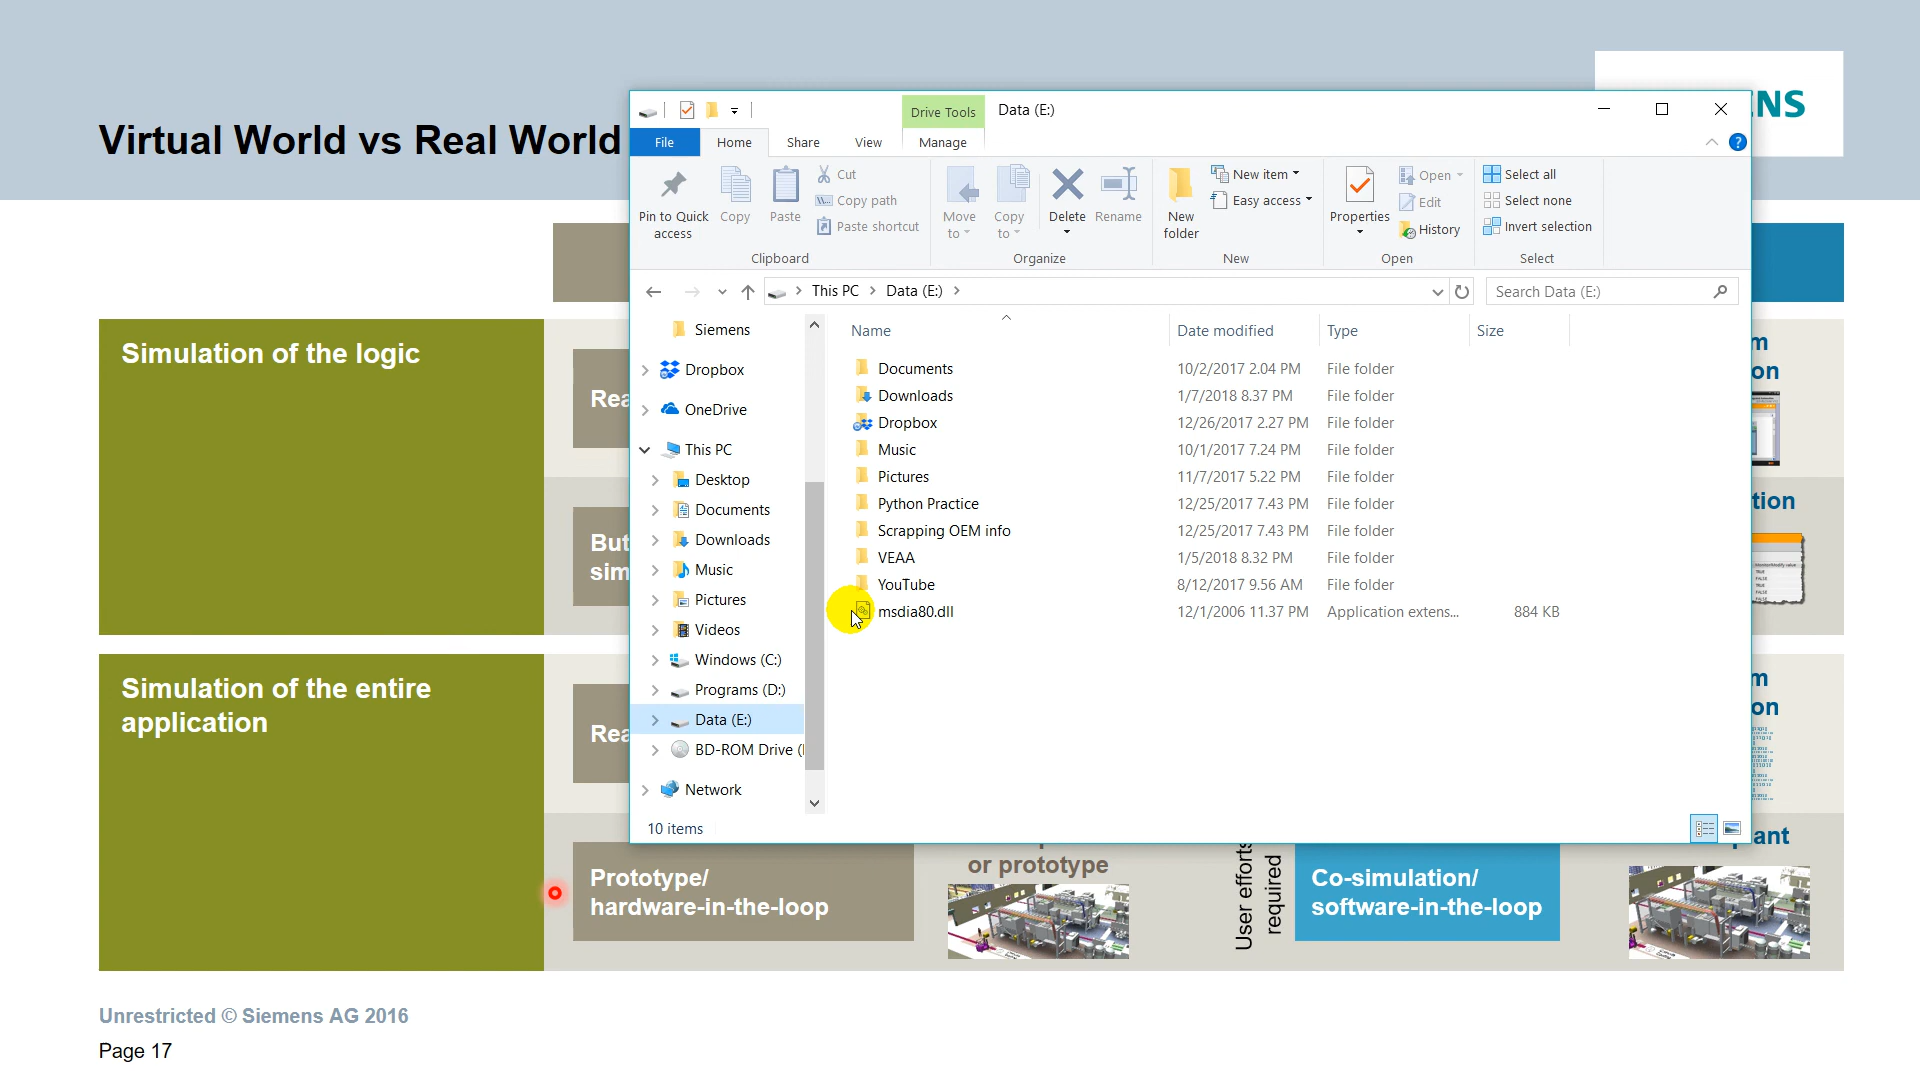 Virtual World vs Real World
NS
Drive Tools
Data (E:)
File
Home
Share
View
Manage
Pin to Quick
access
Copy
Paste
Cut
Copy path
Paste shortcut
Clipboard
Move
to
Copy
to
Delete
Rename
Organize
New
folder
New item
Easy access
New
Properties
Open
Edit
History
Open
Select all
Select none
Invert selection
Select
This PC
Data (E:)
Search Data (E:)
Siemens
Dropbox
OneDrive
This PC
Desktop
Documents
Downloads
Music
Pictures
Videos
Windows (C:)
Programs (D:)
Data (E:)
BD-ROM Drive (
Network
Name Date modified Type Size
Documents 10/2/2017 2.04 PM File folder
Downloads 1/7/2018 8.37 PM File folder
Dropbox 12/26/2017 2.27 PM File folder
Music 10/1/2017 7.24 PM File folder
Pictures 11/7/2017 5.22 PM File folder
Python Practice 12/25/2017 7.43 PM File folder
Scrapping OEM info 12/25/2017 7.43 PM File folder
VEAA 1/5/2018 8.32 PM File folder
YouTube 8/12/2017 9.56 AM File folder
msdia80.dll 12/1/2006 11.37 PM Application extens... 884 KB
10 items
Simulation of the logic
Rea
But
sim
m
on
tion
Simulation of the entire
application
Rea
m
on
Prototype/
hardware-in-the-loop
or prototype
User efforts
required
Co-simulation/
software-in-the-loop
ant
Unrestricted © Siemens AG 2016
Page 17